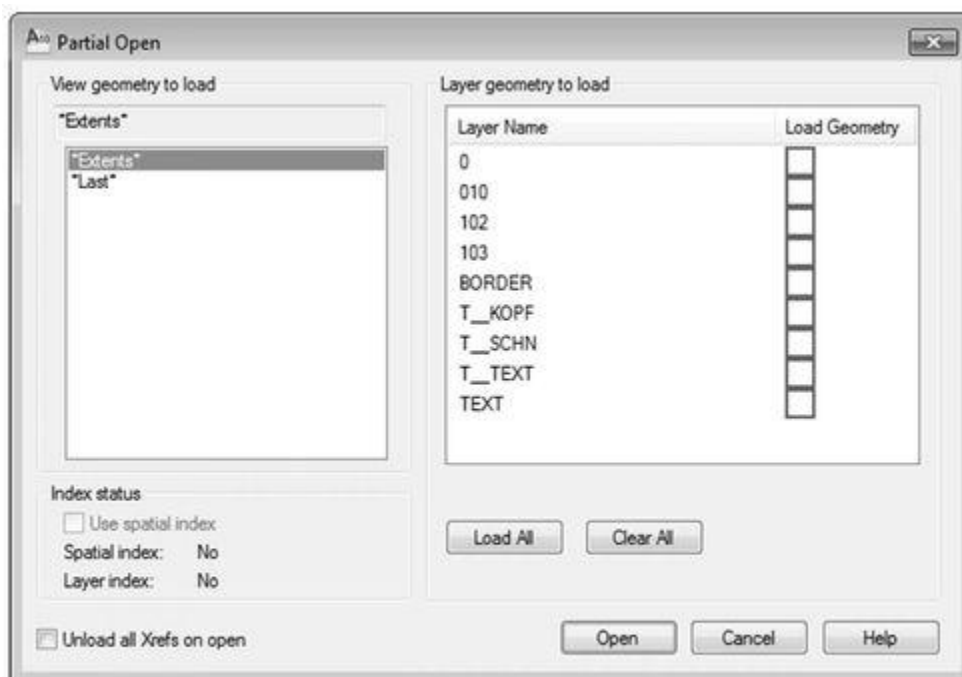 Partial Open
View geometry to load
"Extents"
"Extents"
"Last"
Index status
Use spatial index
Spatial index: No
Layer index: No
Unload all Xrefs on open
Layer geometry to load
Layer Name Load Geometry
0
010
102
103
BORDER
T__KOPF
T__SCHN
T__TEXT
TEXT
Load All Clear All
Open Cancel Help